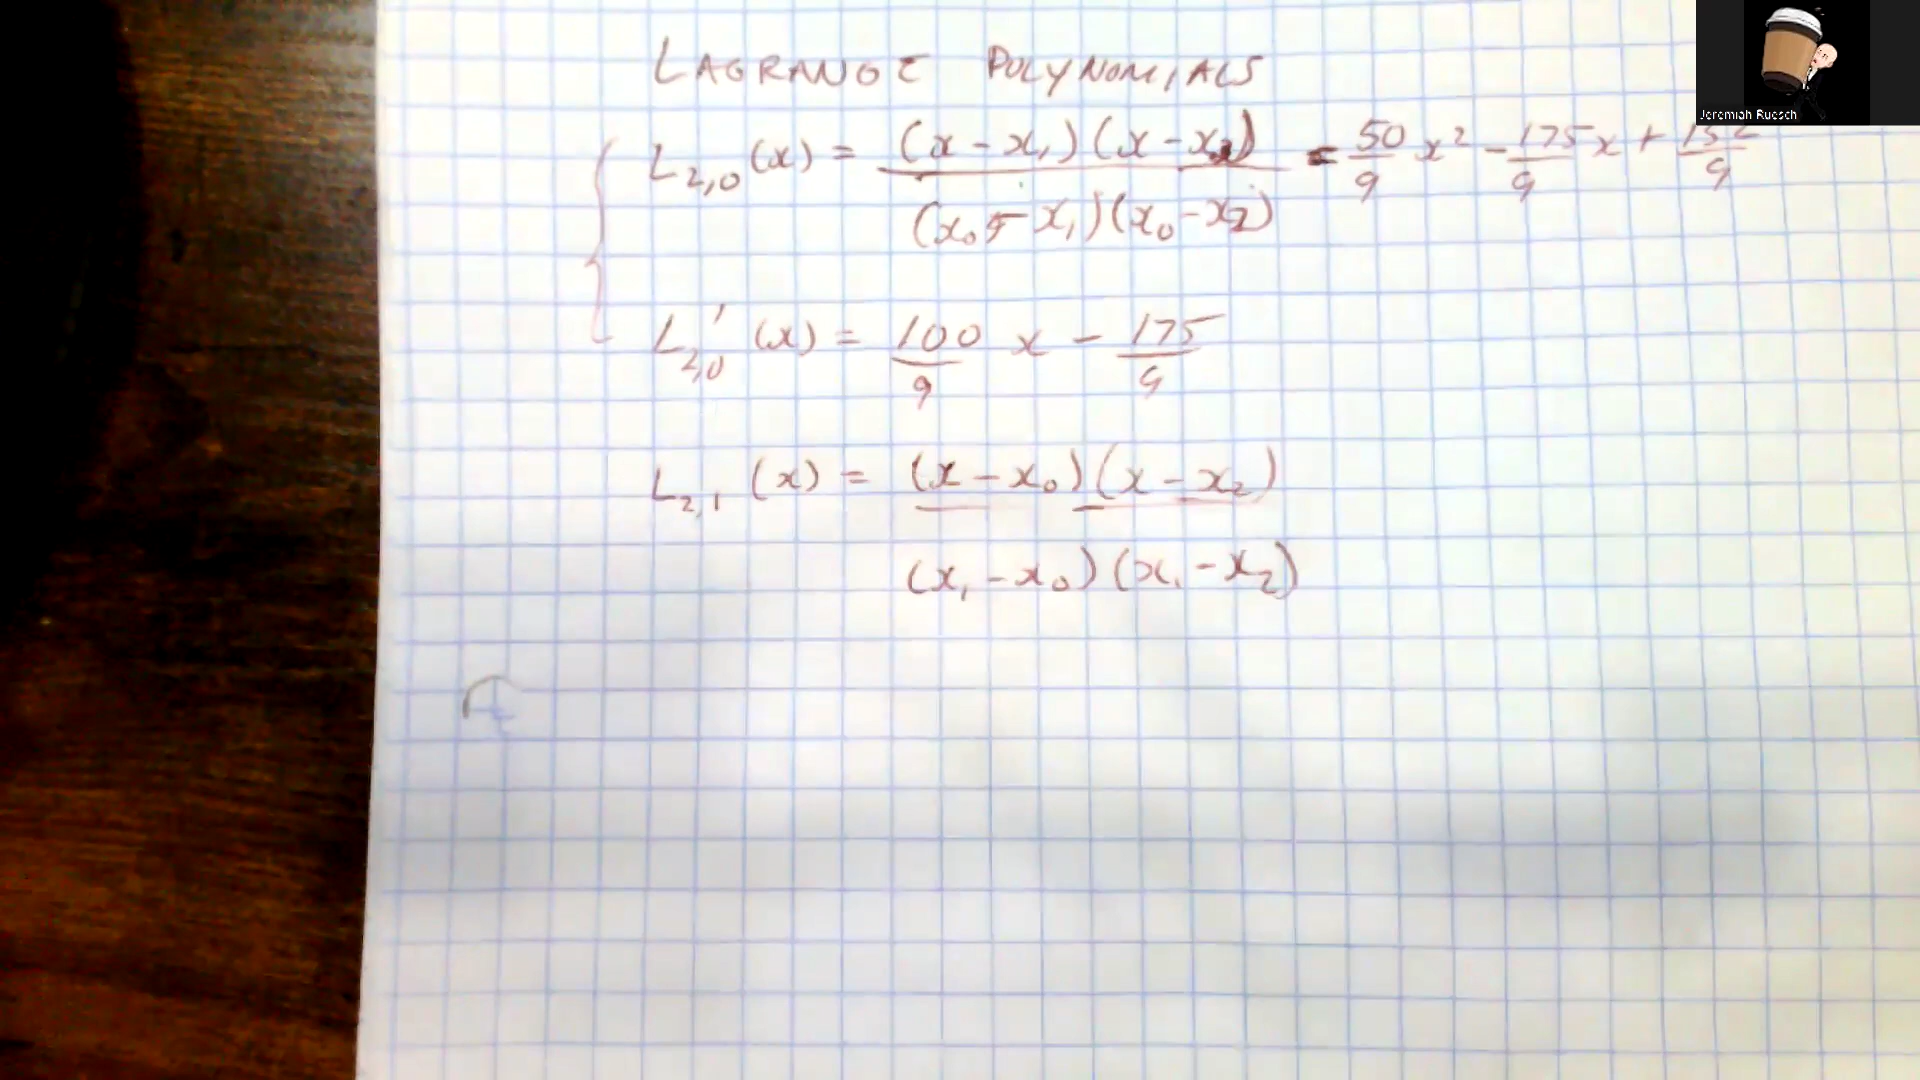 LAGRANGE POLYNOMIALS
Jeremiah Ruesch
L₂,₀(x) = (x - x₁)(x - x₂) / (x₀ - x₁)(x₀ - x₂) = 50/9 x² - 175/9 x + 152/9
L'₂,₀(x) = 100/9 x - 175/9
L₂,₁(x) = (x - x₀)(x - x₂) / (x₁ - x₀)(x₁ - x₂)